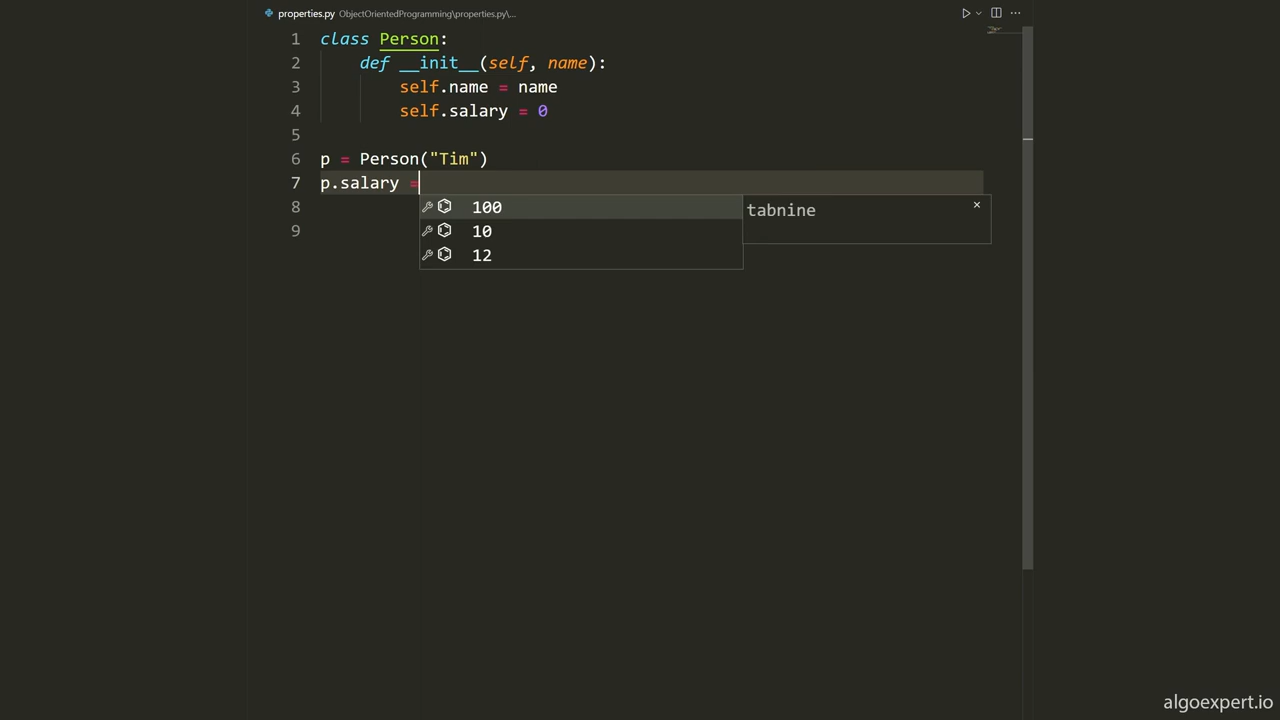 properties.py ObjectOrientedProgramming\properties.py\...
1 class Person:
2 def __init__(self, name):
3 self.name = name
4 self.salary = 0
5
6 p = Person("Tim")
7 p.salary =
8 100 tabnine
9 10
12
algoexpert.io